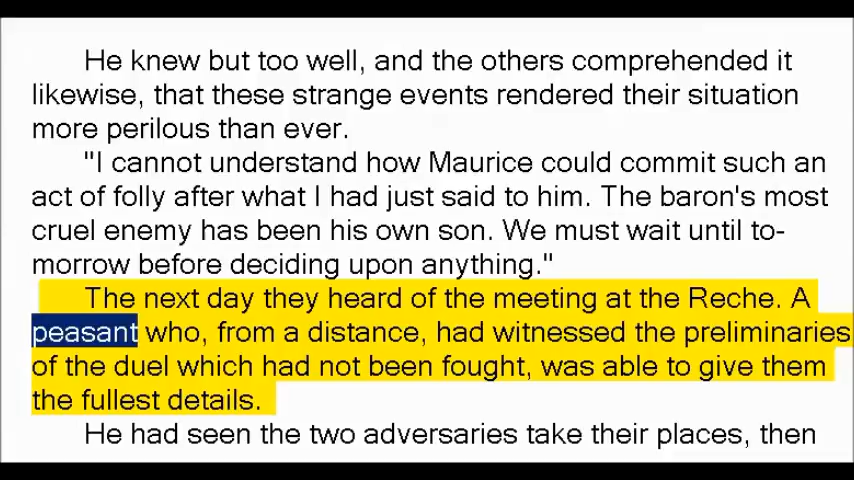 He knew but too well, and the others comprehended it
likewise, that these strange events rendered their situation
more perilous than ever.
"I cannot understand how Maurice could commit such an
act of folly after what I had just said to him. The baron's most
cruel enemy has been his own son. We must wait until to-
morrow before deciding upon anything."
The next day they heard of the meeting at the Reche. A
peasant who, from a distance, had witnessed the preliminaries
of the duel which had not been fought, was able to give them
the fullest details.
He had seen the two adversaries take their places, then